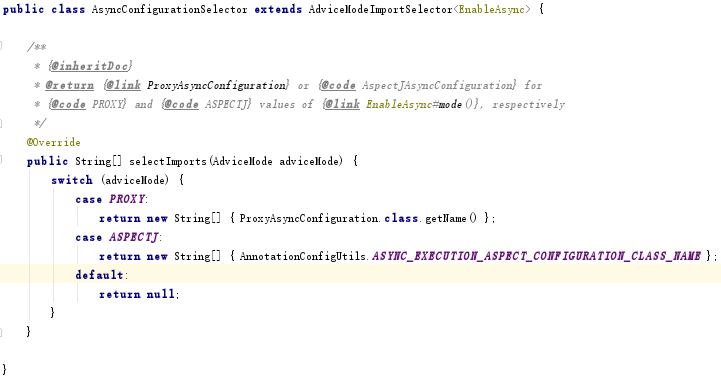 public class AsyncConfigurationSelector extends AdviceModeImportSelector<EnableAsync> {
/**
* {@inheritDoc}
* @return {@link ProxyAsyncConfiguration} or {@code AspectJAsyncConfiguration} for
* {@code PROXY} and {@code ASPECTJ} values of {@link EnableAsync#mode()}, respectively
*/
@Override
public String[] selectImports(AdviceMode adviceMode) {
switch (adviceMode) {
case PROXY:
return new String[] { ProxyAsyncConfiguration.class.getName() };
case ASPECTJ:
return new String[] { AnnotationConfigUtils.ASYNC_EXECUTION_ASPECT_CONFIGURATION_CLASS_NAME };
default:
return null;
}
}
}